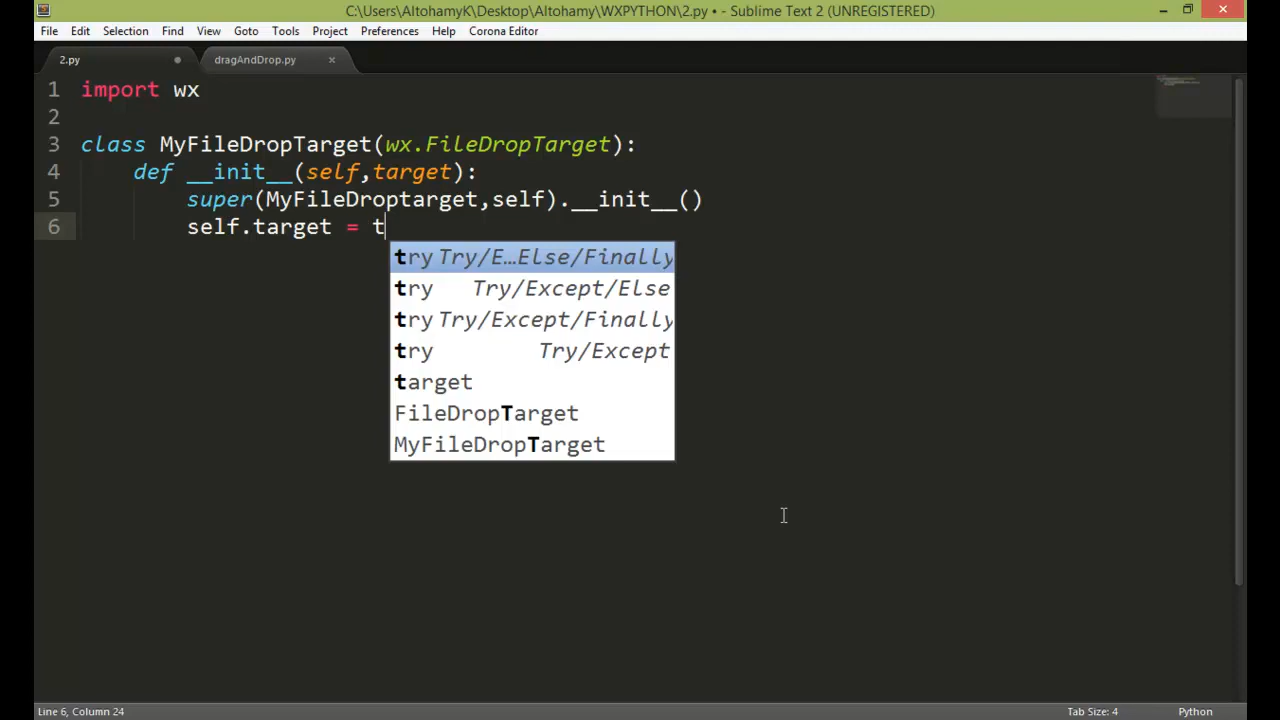 C:\Users\AltohamyK\Desktop\Altohamy\WXPYTHON\2.py • - Sublime Text 2 (UNREGISTERED)
File Edit Selection Find View Goto Tools Project Preferences Help Corona Editor
2.py dragAndDrop.py
1 import wx
2
3 class MyFileDropTarget(wx.FileDropTarget):
4 def __init__(self,target):
5 super(MyFileDroptarget,self).__init__()
6 self.target = t
try Try/E…Else/Finally
try Try/Except/Else
try Try/Except/Finally
try Try/Except
target
FileDropTarget
MyFileDropTarget
Line 6, Column 24 Tab Size: 4 Python